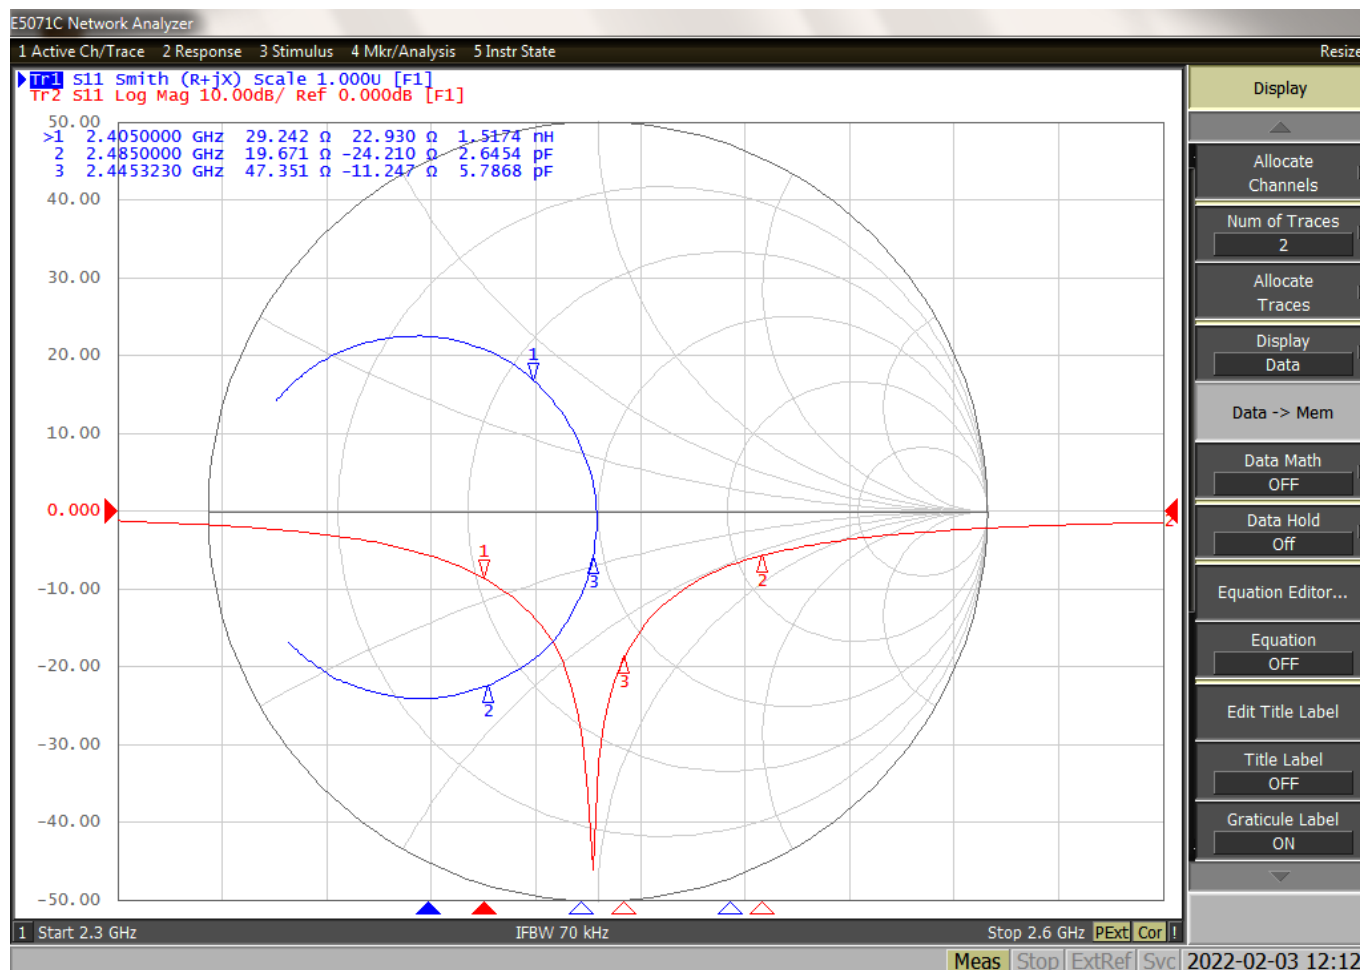 E5071C Network Analyzer
1 Active Ch/Trace 2 Response 3 Stimulus 4 Mkr/Analysis 5 Instr State Resize
Tr1 S11 Smith (R+jX) Scale 1.000U [F1]
Tr2 S11 Log Mag 10.00dB/ Ref 0.000dB [F1]
50.00
>1 2.4050000 GHz 29.242 Ω 22.930 Ω 1.5174 nH
2 2.4850000 GHz 19.671 Ω -24.210 Ω 2.6454 pF
3 2.4453230 GHz 47.351 Ω -11.247 Ω 5.7868 pF
40.00
30.00
20.00
10.00
0.000
-10.00
-20.00
-30.00
-40.00
-50.00
1
3
2
1
2
3
2
1 Start 2.3 GHz IFBW 70 kHz Stop 2.6 GHz PExt Cor !
Display
Allocate
Channels
Num of Traces
2
Allocate
Traces
Display
Data
Data -> Mem
Data Math
OFF
Data Hold
Off
Equation Editor...
Equation
OFF
Edit Title Label
Title Label
OFF
Graticule Label
ON
Meas Stop ExtRef Svc 2022-02-03 12:12